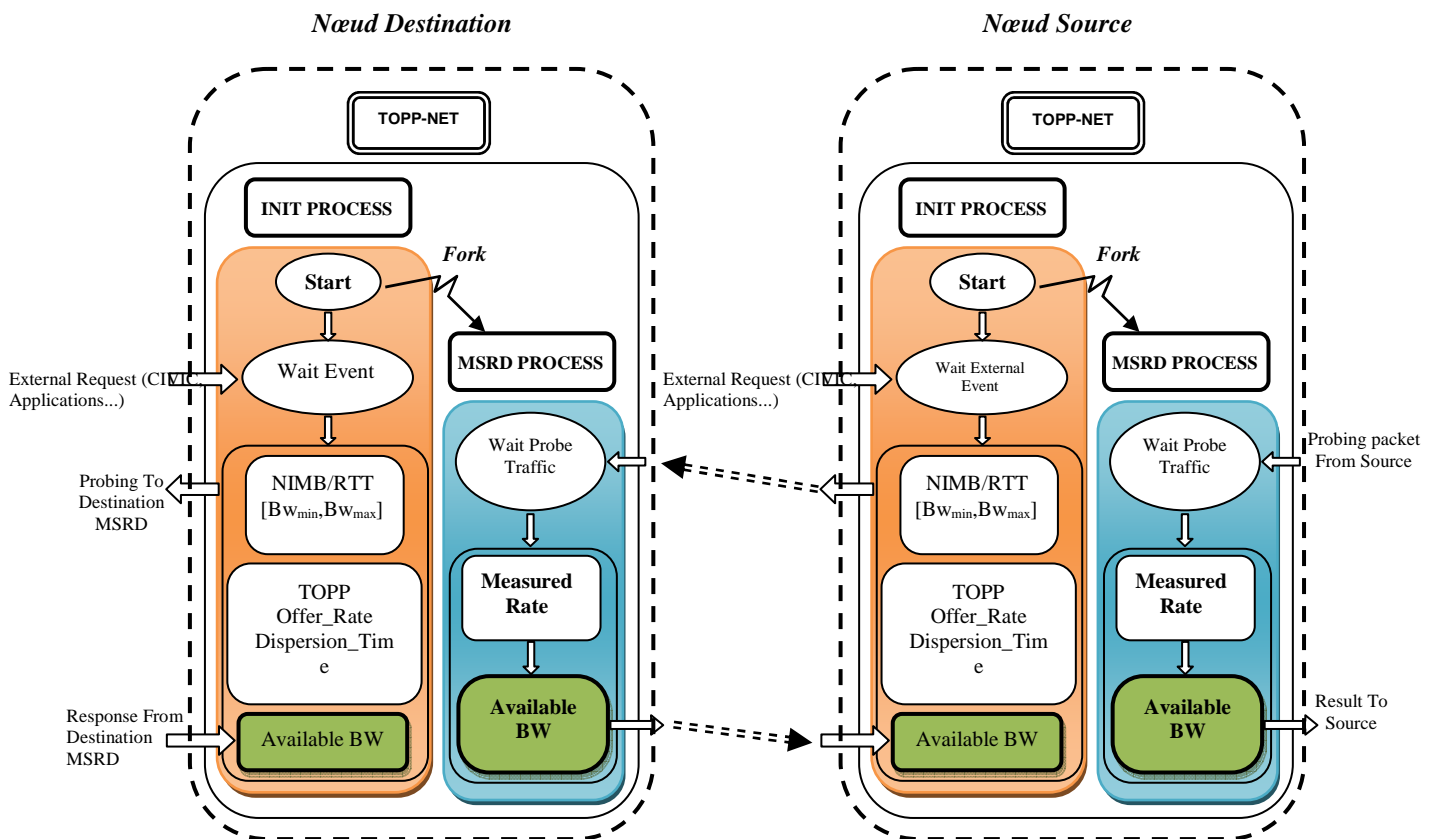 Nœud Destination
Nœud Source
TOPP-NET
INIT PROCESS
Fork
Start
Wait Event
MSRD PROCESS
External Request (CIVIC,
Applications...)
Wait Probe
Traffic
NIMB/RTT
[Bwmin,Bwmax]
Probing To
Destination
MSRD
Measured
Rate
TOPP
Offer_Rate
Dispersion_Tim
e
Available
BW
Response From
Destination
MSRD
Available BW
TOPP-NET
INIT PROCESS
Fork
Start
Wait External
Event
MSRD PROCESS
External Request (CIVIC,
Applications...)
Wait Probe
Traffic
Probing packet
From Source
NIMB/RTT
[Bwmin,Bwmax]
Measured
Rate
TOPP
Offer_Rate
Dispersion_Tim
e
Available
BW
Result To
Source
Available BW